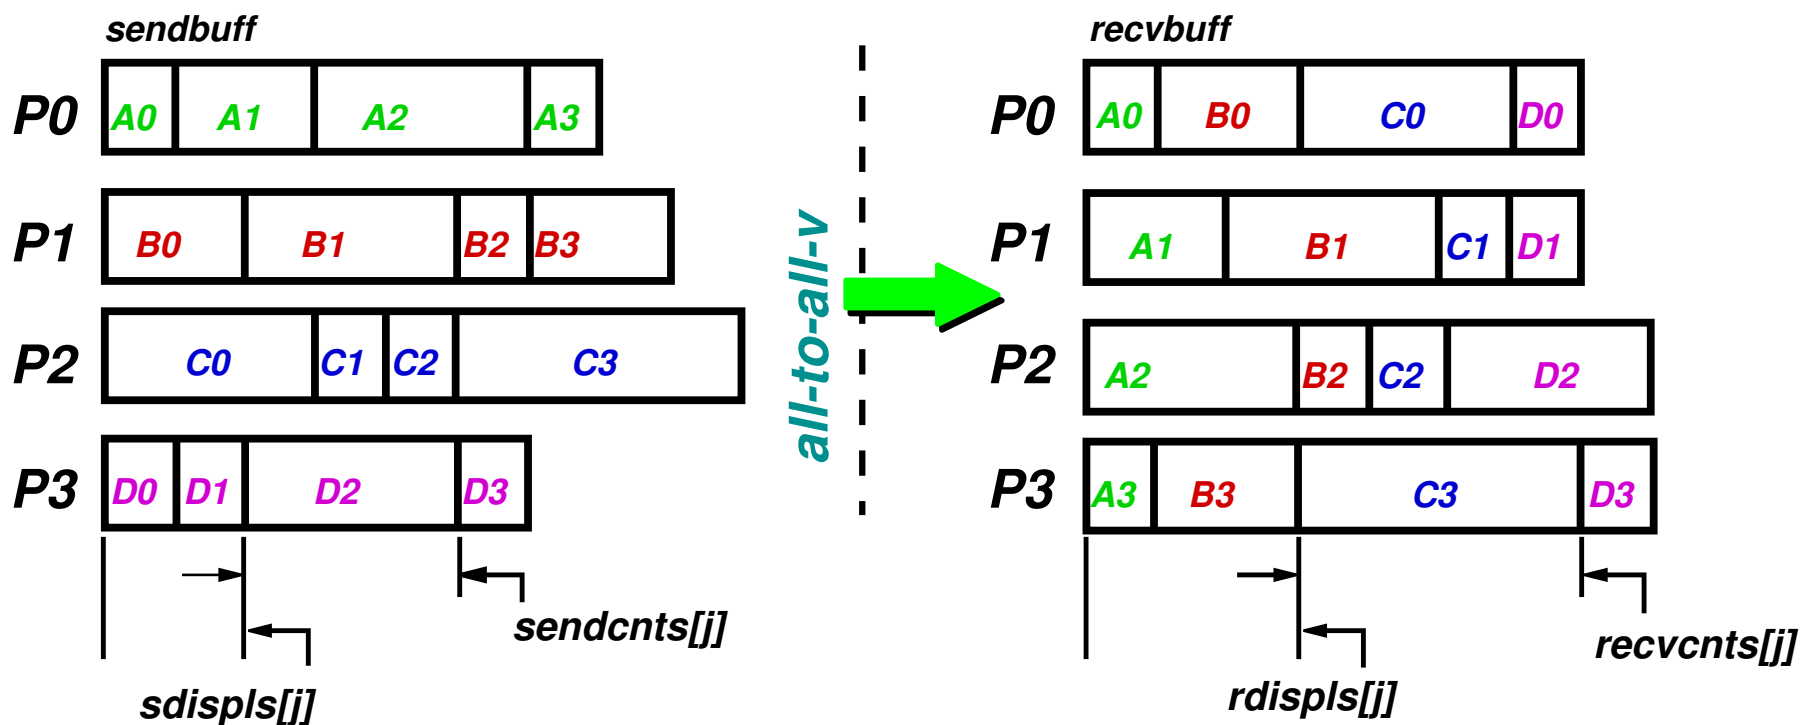 sendbuff
P0 A0 A1 A2 A3
P1 B0 B1 B2 B3
P2 C0 C1 C2 C3
P3 D0 D1 D2 D3
sendcnts[j]
sdispls[j]
all-to-all-v
recvbuff
P0 A0 B0 C0 D0
P1 A1 B1 C1 D1
P2 A2 B2 C2 D2
P3 A3 B3 C3 D3
recvcnts[j]
rdispls[j]